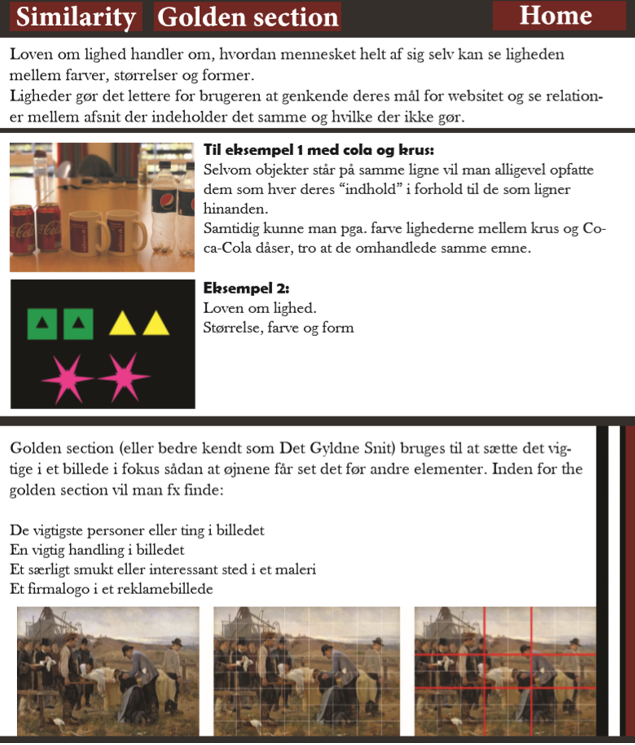 Similarity Golden section Home
Loven om lighed handler om, hvordan mennesket helt af sig selv kan se ligheden
mellem farver, størrelser og former.
Ligheder gør det lettere for brugeren at genkende deres mål for websitet og se relation-
er mellem afsnit der indeholder det samme og hvilke der ikke gør.
Til eksempel 1 med cola og krus:
Selvom objekter står på samme ligne vil man alligevel opfatte
dem som hver deres “indhold” i forhold til de som ligner
hinanden.
Samtidig kunne man pga. farve lighederne mellem krus og Co-
ca-Cola dåser, tro at de omhandlede samme emne.
Eksempel 2:
Loven om lighed.
Størrelse, farve og form
Golden section (eller bedre kendt som Det Gyldne Snit) bruges til at sætte det vig-
tige i et billede i fokus sådan at øjnene får set det før andre elementer. Inden for the
golden section vil man fx finde:
De vigtigste personer eller ting i billedet
En vigtig handling i billedet
Et særligt smukt eller interessant sted i et maleri
Et firmalogo i et reklamebillede